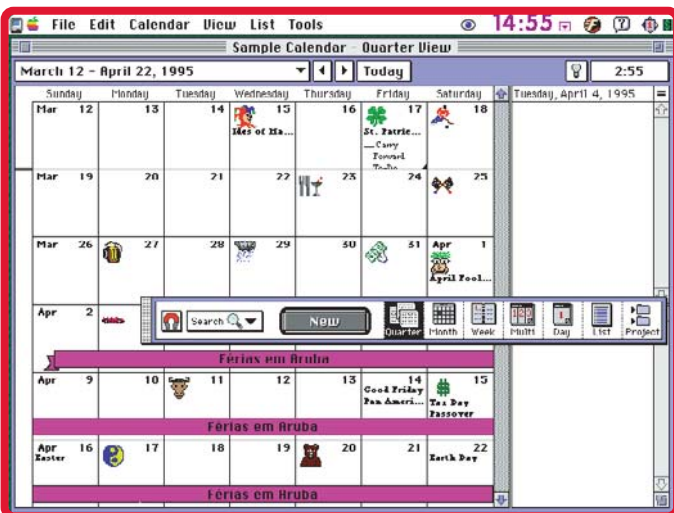 File Edit Calendar View List Tools 14:55
Sample Calendar - Quarter View
March 12 - April 22, 1995 Today 2:55
Sunday Monday Tuesday Wednesday Thursday Friday Saturday Tuesday, April 4, 1995
Mar 12 13 14 15 16 17 18
Ides of Ma... St. Patric...
Carry
Forward
To-Do
Mar 19 20 21 22 23 24 25
Mar 26 27 28 29 30 31 Apr 1
April Fool...
Apr 2
Search New Quarter Month Week Multi Day List Project
Férias em Aruba
Apr 9 10 11 12 13 14 15
Good Friday Tax Day
Pan Ameri... Passover
Férias em Aruba
Apr 16 17 18 19 20 21 22
Easter Earth Day
Férias em Aruba